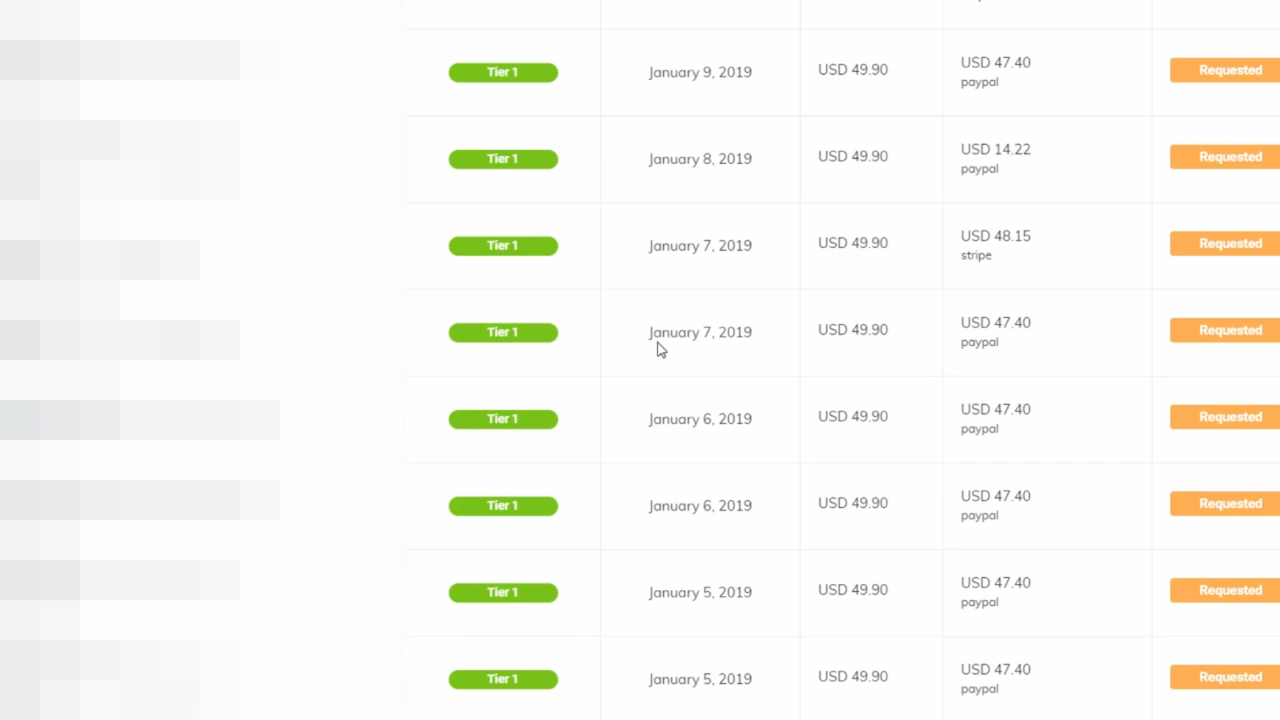 Tier 1 January 9, 2019 USD 49.90 USD 47.40 Requested
paypal
Tier 1 January 8, 2019 USD 49.90 USD 14.22 Requested
paypal
Tier 1 January 7, 2019 USD 49.90 USD 48.15 Requested
stripe
Tier 1 January 7, 2019 USD 49.90 USD 47.40 Requested
paypal
Tier 1 January 6, 2019 USD 49.90 USD 47.40 Requested
paypal
Tier 1 January 6, 2019 USD 49.90 USD 47.40 Requested
paypal
Tier 1 January 5, 2019 USD 49.90 USD 47.40 Requested
paypal
Tier 1 January 5, 2019 USD 49.90 USD 47.40 Requested
paypal